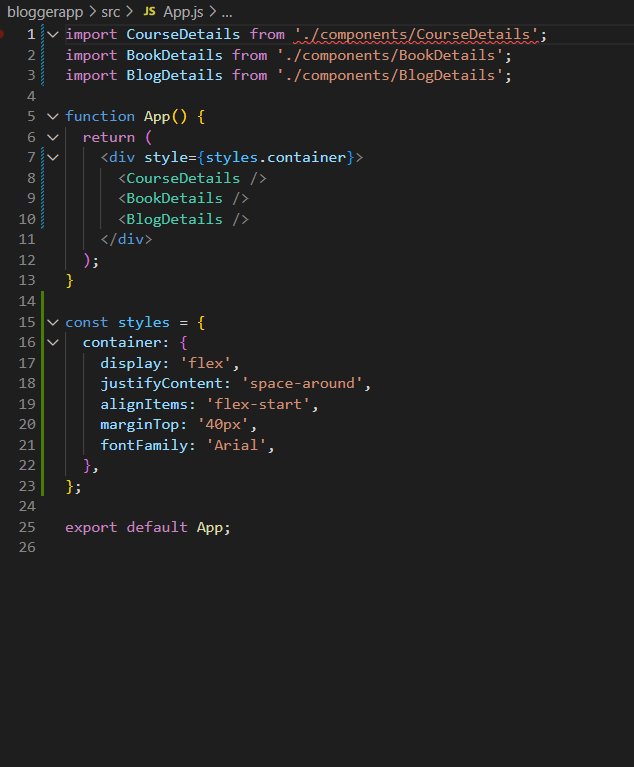 bloggerapp > src > JS App.js > ...
1 import CourseDetails from './components/CourseDetails';
2 import BookDetails from './components/BookDetails';
3 import BlogDetails from './components/BlogDetails';
4
5 function App() {
6   return (
7     <div style={styles.container}>
8       <CourseDetails />
9       <BookDetails />
10       <BlogDetails />
11     </div>
12   );
13 }
14
15 const styles = {
16   container: {
17     display: 'flex',
18     justifyContent: 'space-around',
19     alignItems: 'flex-start',
20     marginTop: '40px',
21     fontFamily: 'Arial',
22   },
23 };
24
25 export default App;
26